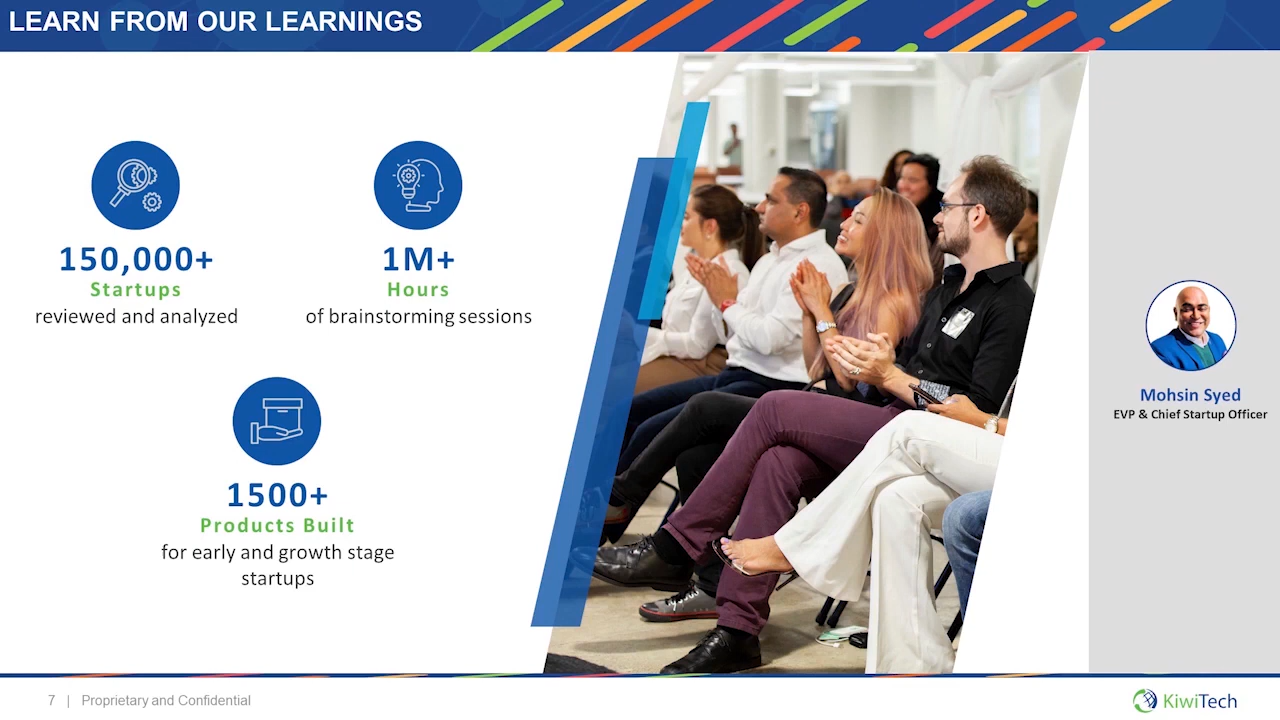 LEARN FROM OUR LEARNINGS
150,000+
Startups
reviewed and analyzed
1M+
Hours
of brainstorming sessions
1500+
Products Built
for early and growth stage
startups
Mohsin Syed
EVP & Chief Startup Officer
7 | Proprietary and Confidential
KiwiTech